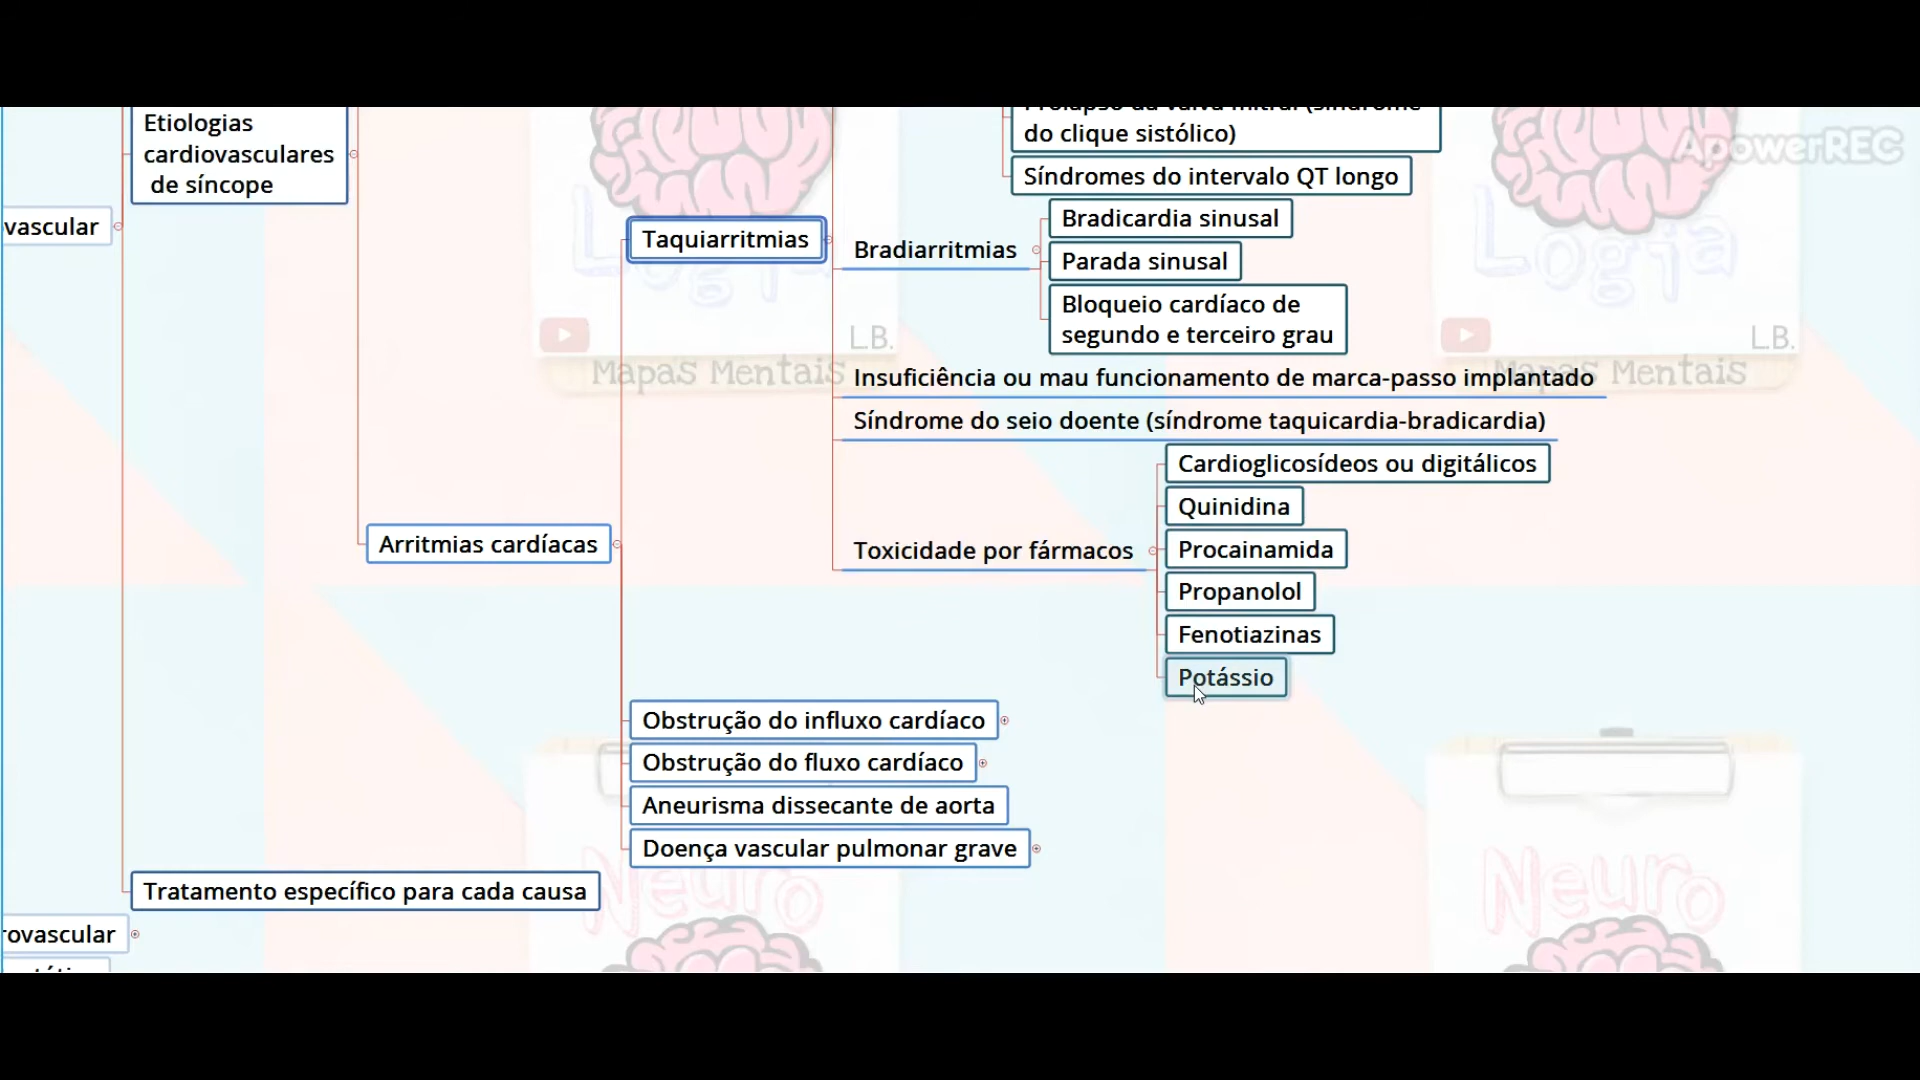 Etiologias
cardiovasculares
de síncope
vascular
do clique sistólico)
Síndromes do intervalo QT longo
Taquiarritmias
Bradiarritmias
Bradicardia sinusal
Parada sinusal
Bloqueio cardíaco de
segundo e terceiro grau
Insuficiência ou mau funcionamento de marca-passo implantado
Síndrome do seio doente (síndrome taquicardia-bradicardia)
Arritmias cardíacas
Toxicidade por fármacos
Cardioglicosídeos ou digitálicos
Quinidina
Procainamida
Propanolol
Fenotiazinas
Potássio
Obstrução do influxo cardíaco
Obstrução do fluxo cardíaco
Aneurisma dissecante de aorta
Doença vascular pulmonar grave
Tratamento específico para cada causa
rovascular
ApowerREC
Logia
L.B.
Mapas Mentais
Logia
L.B.
Mapas Mentais
Neuro
Neuro